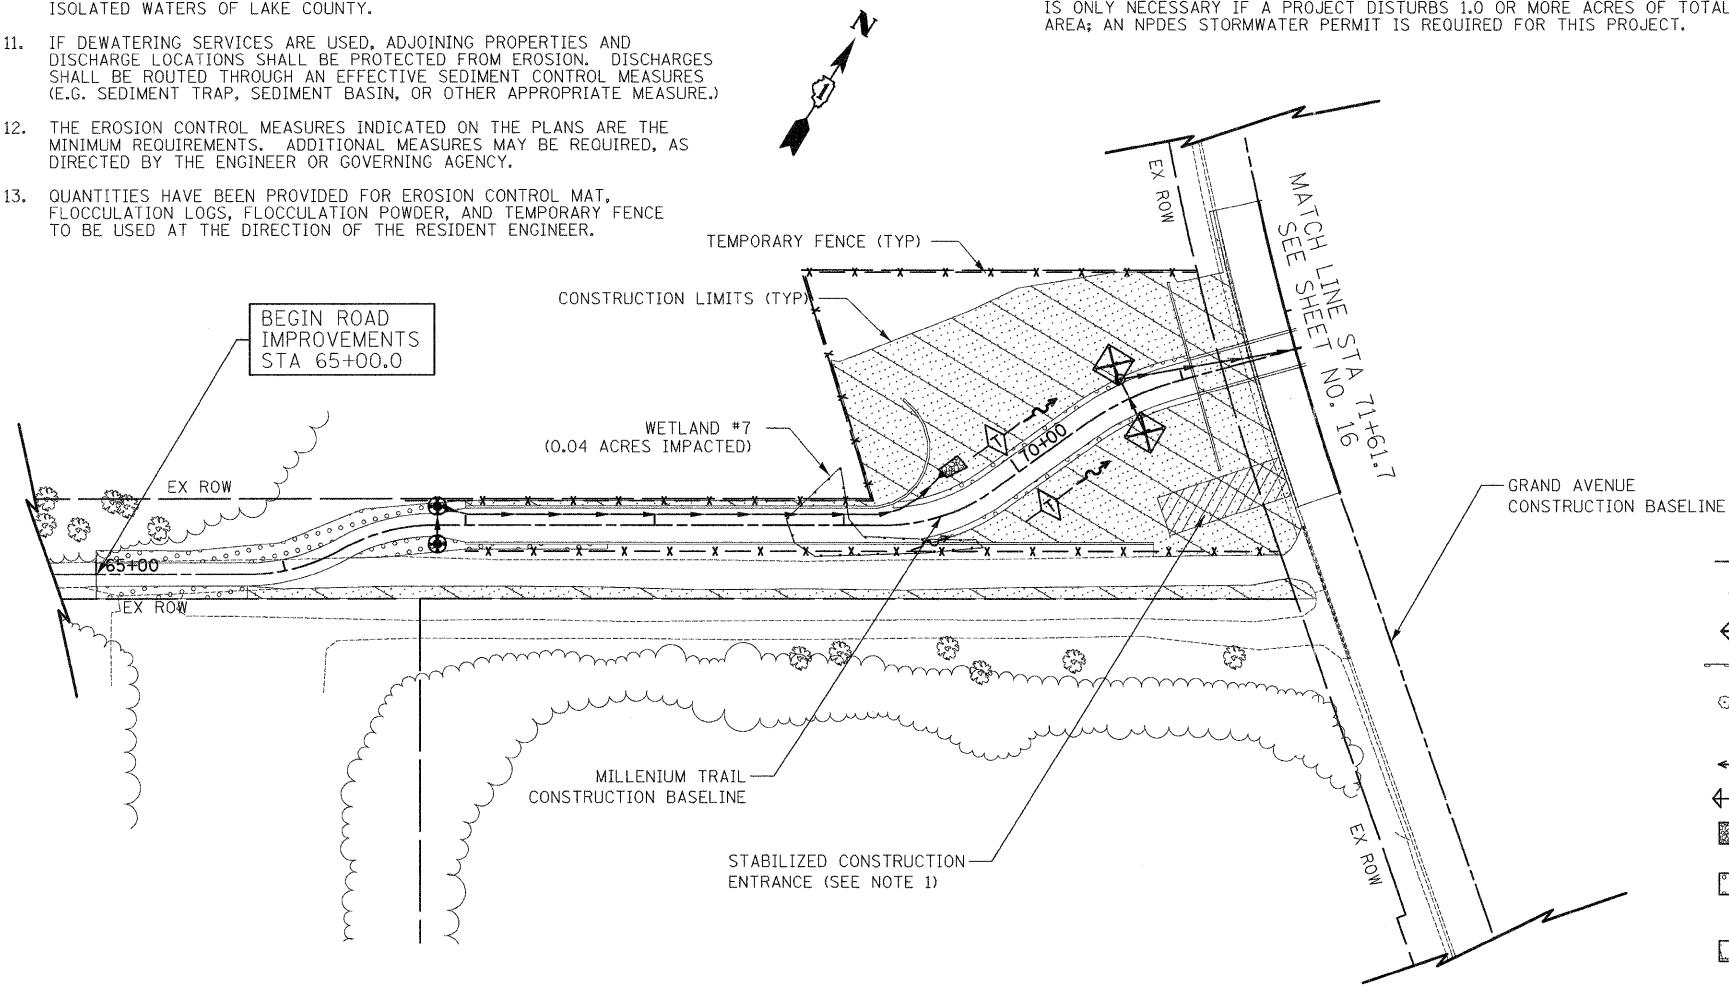 ISOLATED WATERS OF LAKE COUNTY.
11. IF DEWATERING SERVICES ARE USED, ADJOINING PROPERTIES AND
DISCHARGE LOCATIONS SHALL BE PROTECTED FROM EROSION. DISCHARGES
SHALL BE ROUTED THROUGH AN EFFECTIVE SEDIMENT CONTROL MEASURES
(E.G. SEDIMENT TRAP, SEDIMENT BASIN, OR OTHER APPROPRIATE MEASURE.)
12. THE EROSION CONTROL MEASURES INDICATED ON THE PLANS ARE THE
MINIMUM REQUIREMENTS. ADDITIONAL MEASURES MAY BE REQUIRED, AS
DIRECTED BY THE ENGINEER OR GOVERNING AGENCY.
13. QUANTITIES HAVE BEEN PROVIDED FOR EROSION CONTROL MAT,
FLOCCULATION LOGS, FLOCCULATION POWDER, AND TEMPORARY FENCE
TO BE USED AT THE DIRECTION OF THE RESIDENT ENGINEER.
IS ONLY NECESSARY IF A PROJECT DISTURBS 1.0 OR MORE ACRES OF TOTAL
AREA; AN NPDES STORMWATER PERMIT IS REQUIRED FOR THIS PROJECT.
N
1
EX ROW
MATCH LINE STA 71+61.7
SEE SHEET NO. 16
TEMPORARY FENCE (TYP)
CONSTRUCTION LIMITS (TYP)
BEGIN ROAD
IMPROVEMENTS
STA 65+00.0
WETLAND #7
(0.04 ACRES IMPACTED)
T
70+00
T
EX ROW
GRAND AVENUE
CONSTRUCTION BASELINE
65+00
EX ROW
MILLENIUM TRAIL
CONSTRUCTION BASELINE
STABILIZED CONSTRUCTION
ENTRANCE (SEE NOTE 1)
EX ROW